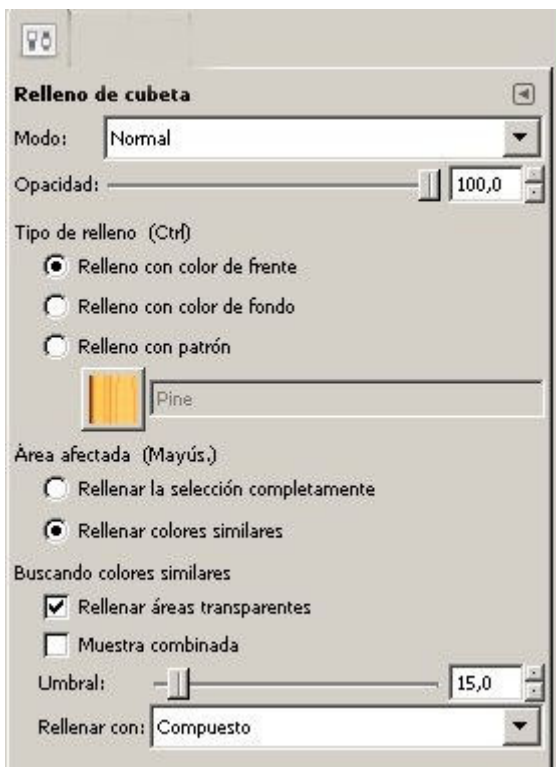 Relleno de cubeta
Modo: Normal
Opacidad: 100,0
Tipo de relleno (Ctrl)
Relleno con color de frente
Relleno con color de fondo
Relleno con patrón
Pine
Área afectada (Mayús.)
Rellenar la selección completamente
Rellenar colores similares
Buscando colores similares
Rellenar áreas transparentes
Muestra combinada
Umbral: 15,0
Rellenar con: Compuesto